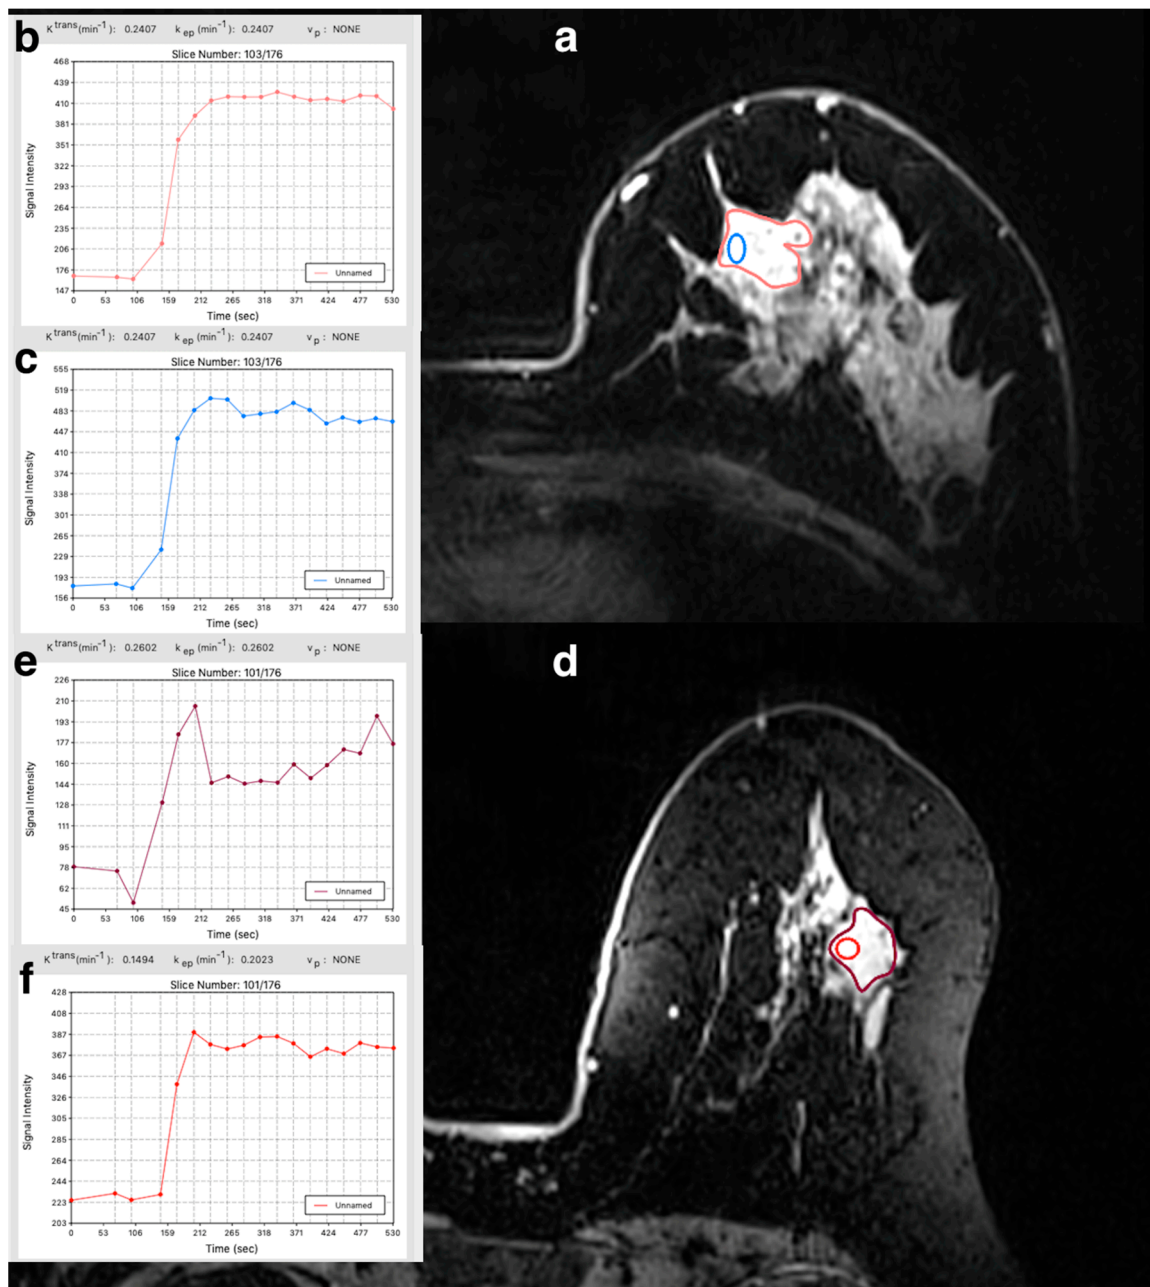 b
K trans(min⁻¹): 0.2407 k ep (min⁻¹): 0.2407 v p : NONE
Slice Number: 103/176
Signal Intensity
468
439
410
381
351
322
293
264
235
206
176
147
0 53 106 159 212 265 318 371 424 477 530
Time (sec)
Unnamed
a
c
K trans(min⁻¹): 0.2407 k ep (min⁻¹): 0.2407 v p : NONE
Slice Number: 103/176
Signal Intensity
555
519
483
447
410
374
338
301
265
229
193
156
0 53 106 159 212 265 318 371 424 477 530
Time (sec)
Unnamed
e
K trans(min⁻¹): 0.2602 k ep (min⁻¹): 0.2602 v p : NONE
Slice Number: 101/176
Signal Intensity
226
210
193
177
160
144
128
111
95
78
62
45
0 53 106 159 212 265 318 371 424 477 530
Time (sec)
Unnamed
d
f
K trans(min⁻¹): 0.1494 k ep (min⁻¹): 0.2023 v p : NONE
Slice Number: 101/176
Signal Intensity
428
408
387
367
346
326
305
285
264
244
223
203
0 53 106 159 212 265 318 371 424 477 530
Time (sec)
Unnamed